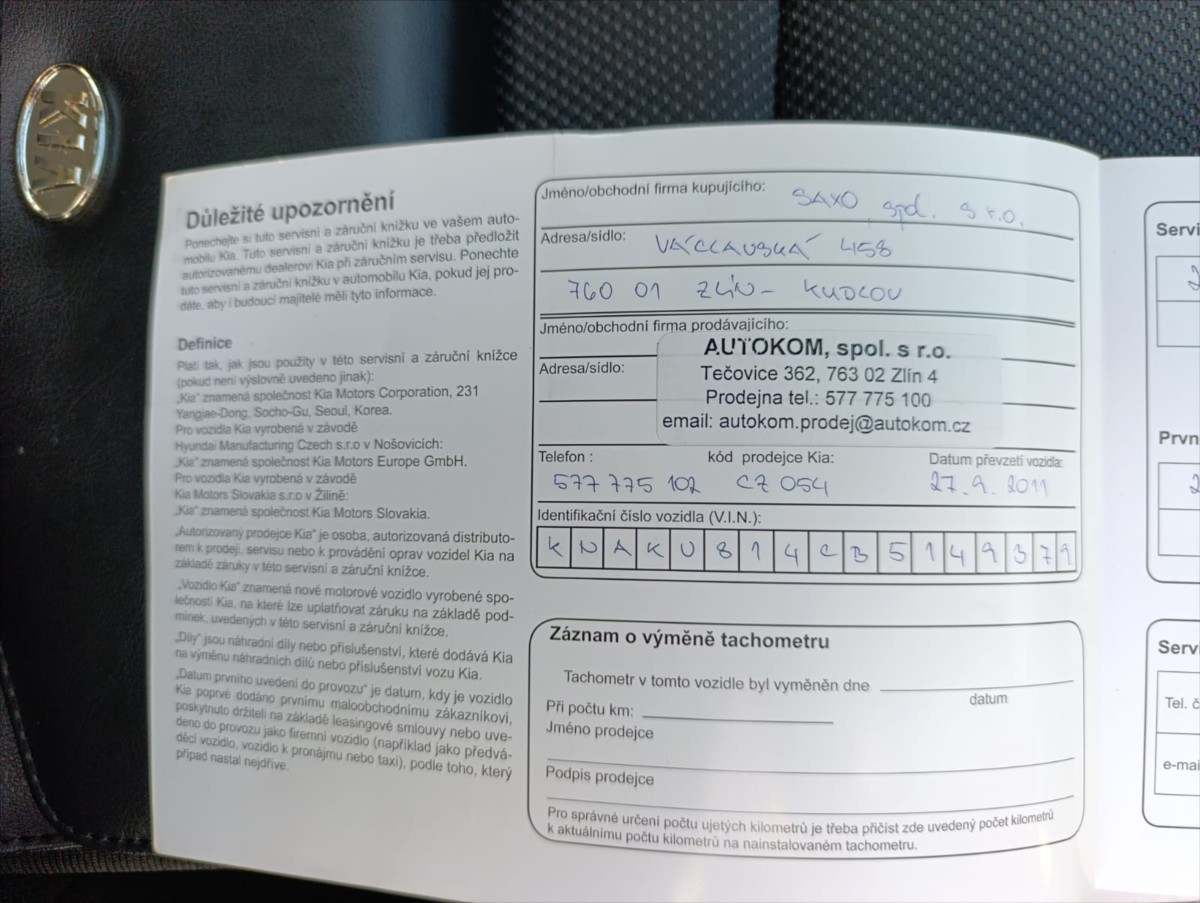 KIA
Důležité upozornění
Ponechejte si tuto servisní a záruční knížku ve vašem auto-
mobilu Kia. Tuto servisní a záruční knížku je třeba předložit
autorizovanému dealerovi Kia při záručním servisu. Ponechte
tuto servisní a záruční knížku v automobilu Kia, pokud jej pro-
dáte, aby i budoucí majitelé měli tyto informace.
Definice
Platí tak, jak jsou použity v této servisní a záruční knížce
(pokud není výslovně uvedeno jinak):
„Kia“ znamená společnost Kia Motors Corporation, 231
Yangjae-Dong, Socho-Gu, Seoul, Korea.
Pro vozidla Kia vyrobená v závodě
Hyundai Manufacturing Czech s.r.o v Nošovicích:
„Kia“ znamená společnost Kia Motors Europe GmbH.
Pro vozidla Kia vyrobená v závodě
Kia Motors Slovakia s.r.o v Žilině:
„Kia“ znamená společnost Kia Motors Slovakia.
„Autorizovaný prodejce Kia“ je osoba, autorizovaná distributo-
rem k prodeji, servisu nebo k provádění oprav vozidel Kia na
základě záruky v této servisní a záruční knížce.
„Vozidlo Kia“ znamená nové motorové vozidlo vyrobené spo-
lečností Kia, na které lze uplatňovat záruku na základě pod-
mínek, uvedených v této servisní a záruční knížce.
„Díly“ jsou náhradní díly nebo příslušenství, které dodává Kia
na výměnu náhradních dílů nebo příslušenství vozu Kia.
„Datum prvního uvedení do provozu“ je datum, kdy je vozidlo
Kia poprvé dodáno prvnímu maloobchodnímu zákazníkovi,
poskytnuto držiteli na základě leasingové smlouvy nebo uve-
deno do provozu jako firemní vozidlo (například jako předvá-
děcí vozidlo, vozidlo k pronájmu nebo taxi), podle toho, který
případ nastal nejdříve.
Jméno/obchodní firma kupujícího: SAXO spol. s r.o.
Adresa/sídlo: VÁCLAVSKÁ 458
760 01 ZLÍN - KUDLOV
Jméno/obchodní firma prodávajícího:
AUTOKOM, spol. s r.o.
Adresa/sídlo: Tečovice 362, 763 02 Zlín 4
Prodejna tel.: 577 775 100
email: autokom.prodej@autokom.cz
Telefon : kód prodejce Kia: Datum převzetí vozidla:
577 775 102 CZ 054 27.9.2011
Identifikační číslo vozidla (V.I.N.):
K N A K U 8 1 4 C B 5 1 4 9 3 7 9
Záznam o výměně tachometru
Tachometr v tomto vozidle byl vyměněn dne
datum
Při počtu km:
Jméno prodejce
Podpis prodejce
Pro správné určení počtu ujetých kilometrů je třeba přičíst zde uvedený počet kilometrů
k aktuálnímu počtu kilometrů na nainstalovaném tachometru.
Servi
2
Prvn
2
Servi
Tel. č
e-mai